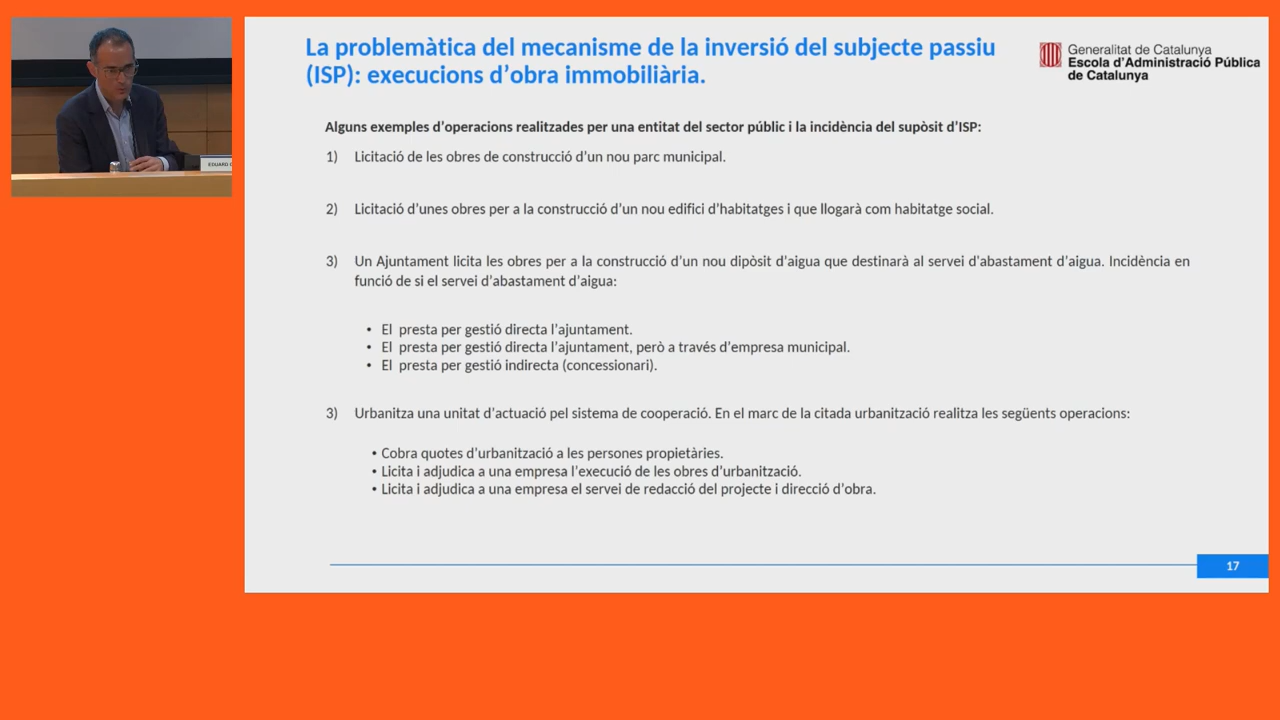 La problemàtica del mecanisme de la inversió del subjecte passiu
(ISP): execucions d'obra immobiliària.
Generalitat de Catalunya
Escola d'Administració Pública
de Catalunya
Alguns exemples d'operacions realitzades per una entitat del sector públic i la incidència del supòsit d'ISP:
1) Licitació de les obres de construcció d'un nou parc municipal.
2) Licitació d'unes obres per a la construcció d'un nou edifici d'habitatges i que llogarà com habitatge social.
3) Un Ajuntament licita les obres per a la construcció d'un nou dipòsit d'aigua que destinarà al servei d'abastament d'aigua. Incidència en
funció de si el servei d'abastament d'aigua:
• El presta per gestió directa l'ajuntament.
• El presta per gestió directa l'ajuntament, però a través d'empresa municipal.
• El presta per gestió indirecta (concessionari).
3) Urbanitza una unitat d'actuació pel sistema de cooperació. En el marc de la citada urbanització realitza les següents operacions:
• Cobra quotes d'urbanització a les persones propietàries.
• Licita i adjudica a una empresa l'execució de les obres d'urbanització.
• Licita i adjudica a una empresa el servei de redacció del projecte i direcció d'obra.
17
EDUARD